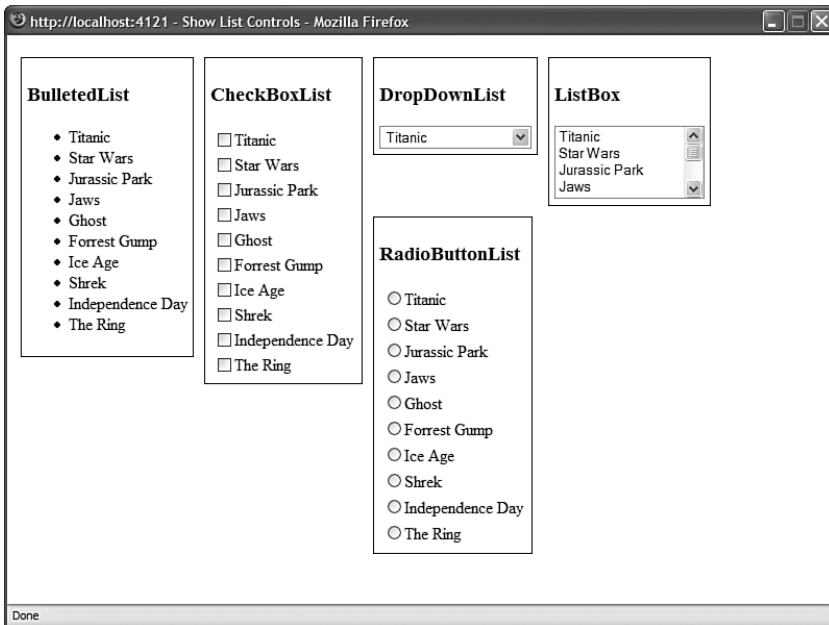 http://localhost:4121 - Show List Controls - Mozilla Firefox
BulletedList
• Titanic
• Star Wars
• Jurassic Park
• Jaws
• Ghost
• Forrest Gump
• Ice Age
• Shrek
• Independence Day
• The Ring
CheckBoxList
Titanic
Star Wars
Jurassic Park
Jaws
Ghost
Forrest Gump
Ice Age
Shrek
Independence Day
The Ring
DropDownList
Titanic
ListBox
Titanic
Star Wars
Jurassic Park
Jaws
RadioButtonList
Titanic
Star Wars
Jurassic Park
Jaws
Ghost
Forrest Gump
Ice Age
Shrek
Independence Day
The Ring
Done